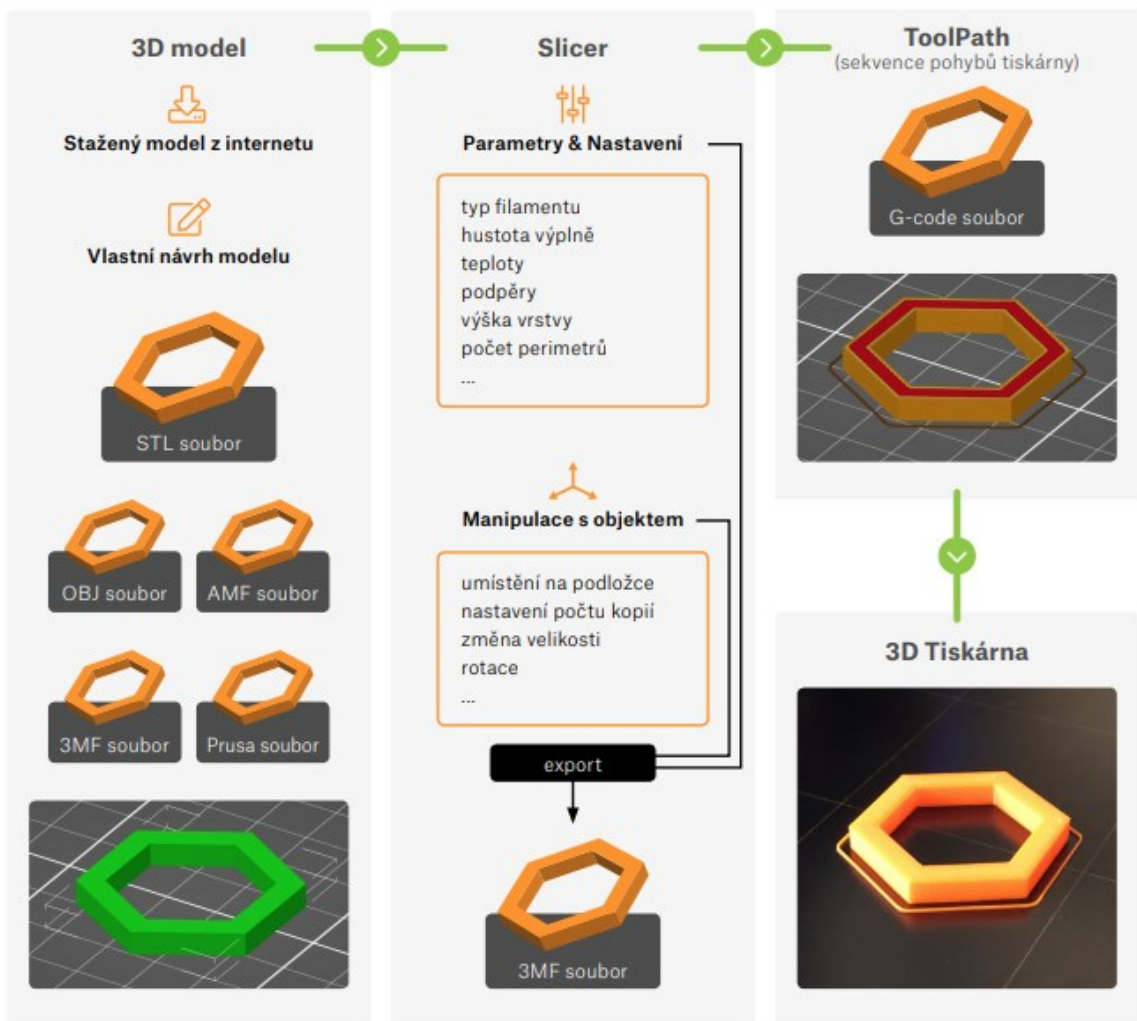 3D model
Stažený model z internetu
Vlastní návrh modelu
STL soubor
OBJ soubor
AMF soubor
3MF soubor
Prusa soubor
Slicer
Parametry & Nastavení
typ filamentu
hustota výplně
teploty
podpěry
výška vrstvy
počet perimetrů
...
Manipulace s objektem
umístění na podložce
nastavení počtu kopií
změna velikosti
rotace
...
export
3MF soubor
ToolPath
(sekvence pohybů tiskárny)
G-code soubor
3D Tiskárna